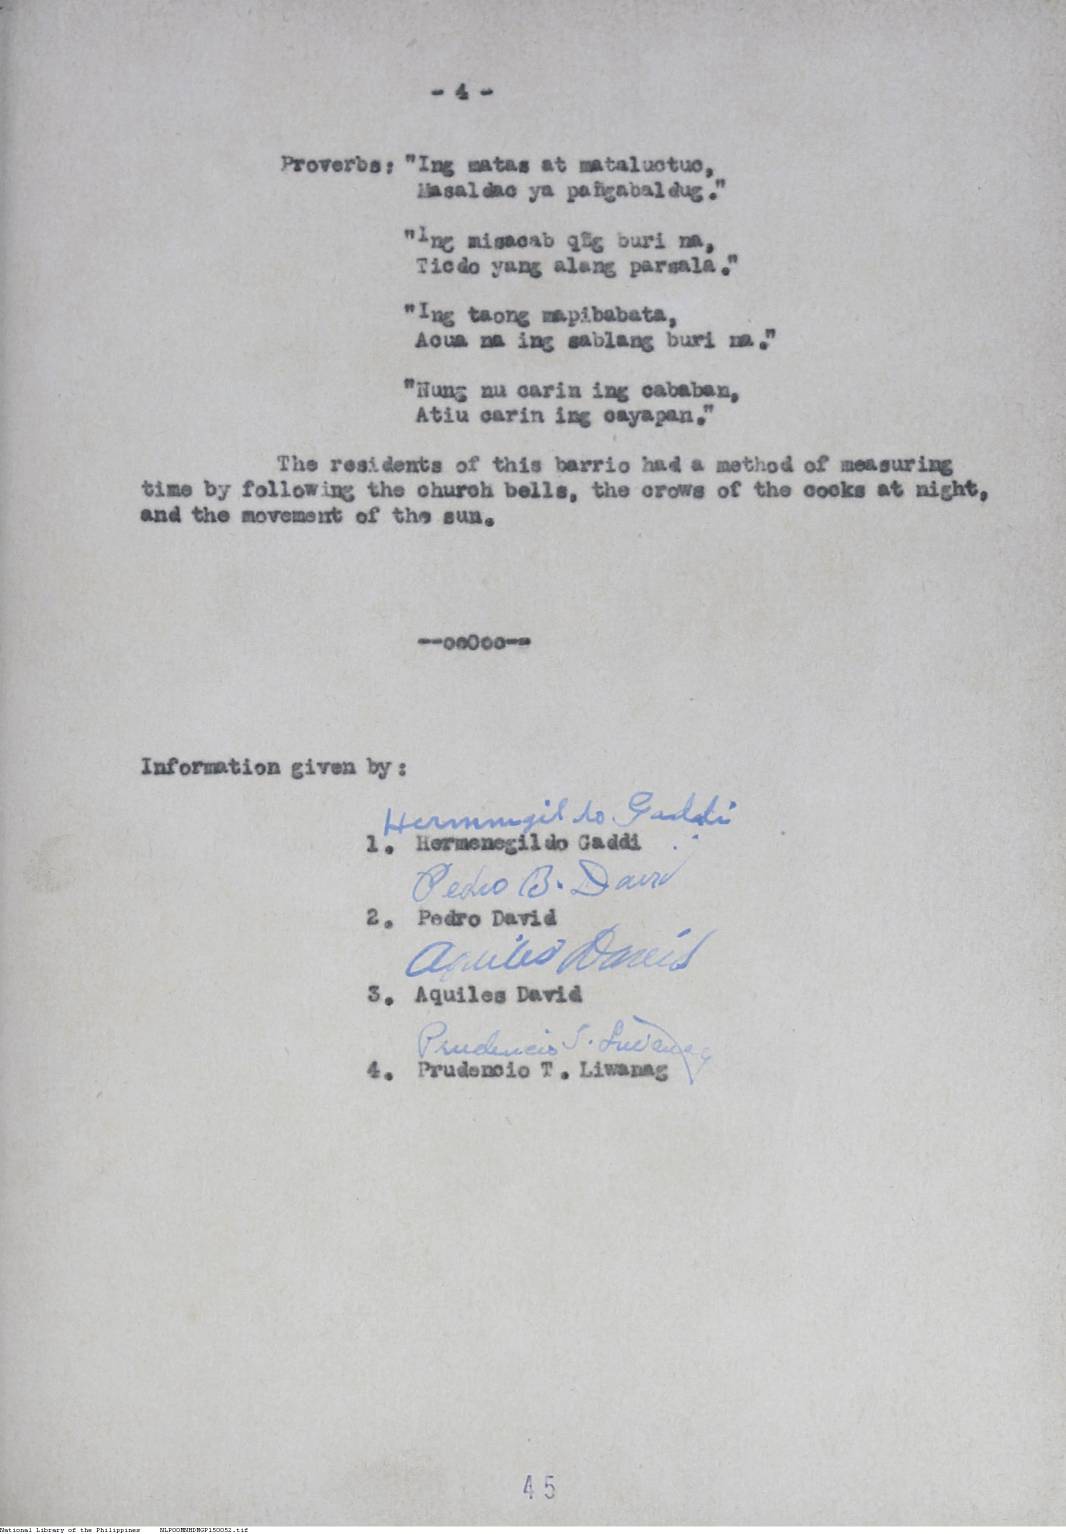 - 4 -
Proverbs: "Ing matas at mataluctuc,
Masaldac ya pañgabaldug."
"Ing misacab qñg buri na,
Ticdo yang alang parsala."
"Ing taong mapibabata,
Acua na ing sablang buri na."
"Nung nu carin ing cababan,
Atiu carin ing cayapan."
The residents of this barrio had a method of measuring
time by following the church bells, the crows of the cocks at night,
and the movement of the sun.
--ooOoo--
Information given by:
Hermenegildo Gaddi
1. Hermenegildo Gaddi
Pedro B. David
2. Pedro David
Aquiles David
3. Aquiles David
Prudencio T. Liwanag
4. Prudencio T. Liwanag
45
National Library of the Philippines NLPOOMNHDMGP150052.tif